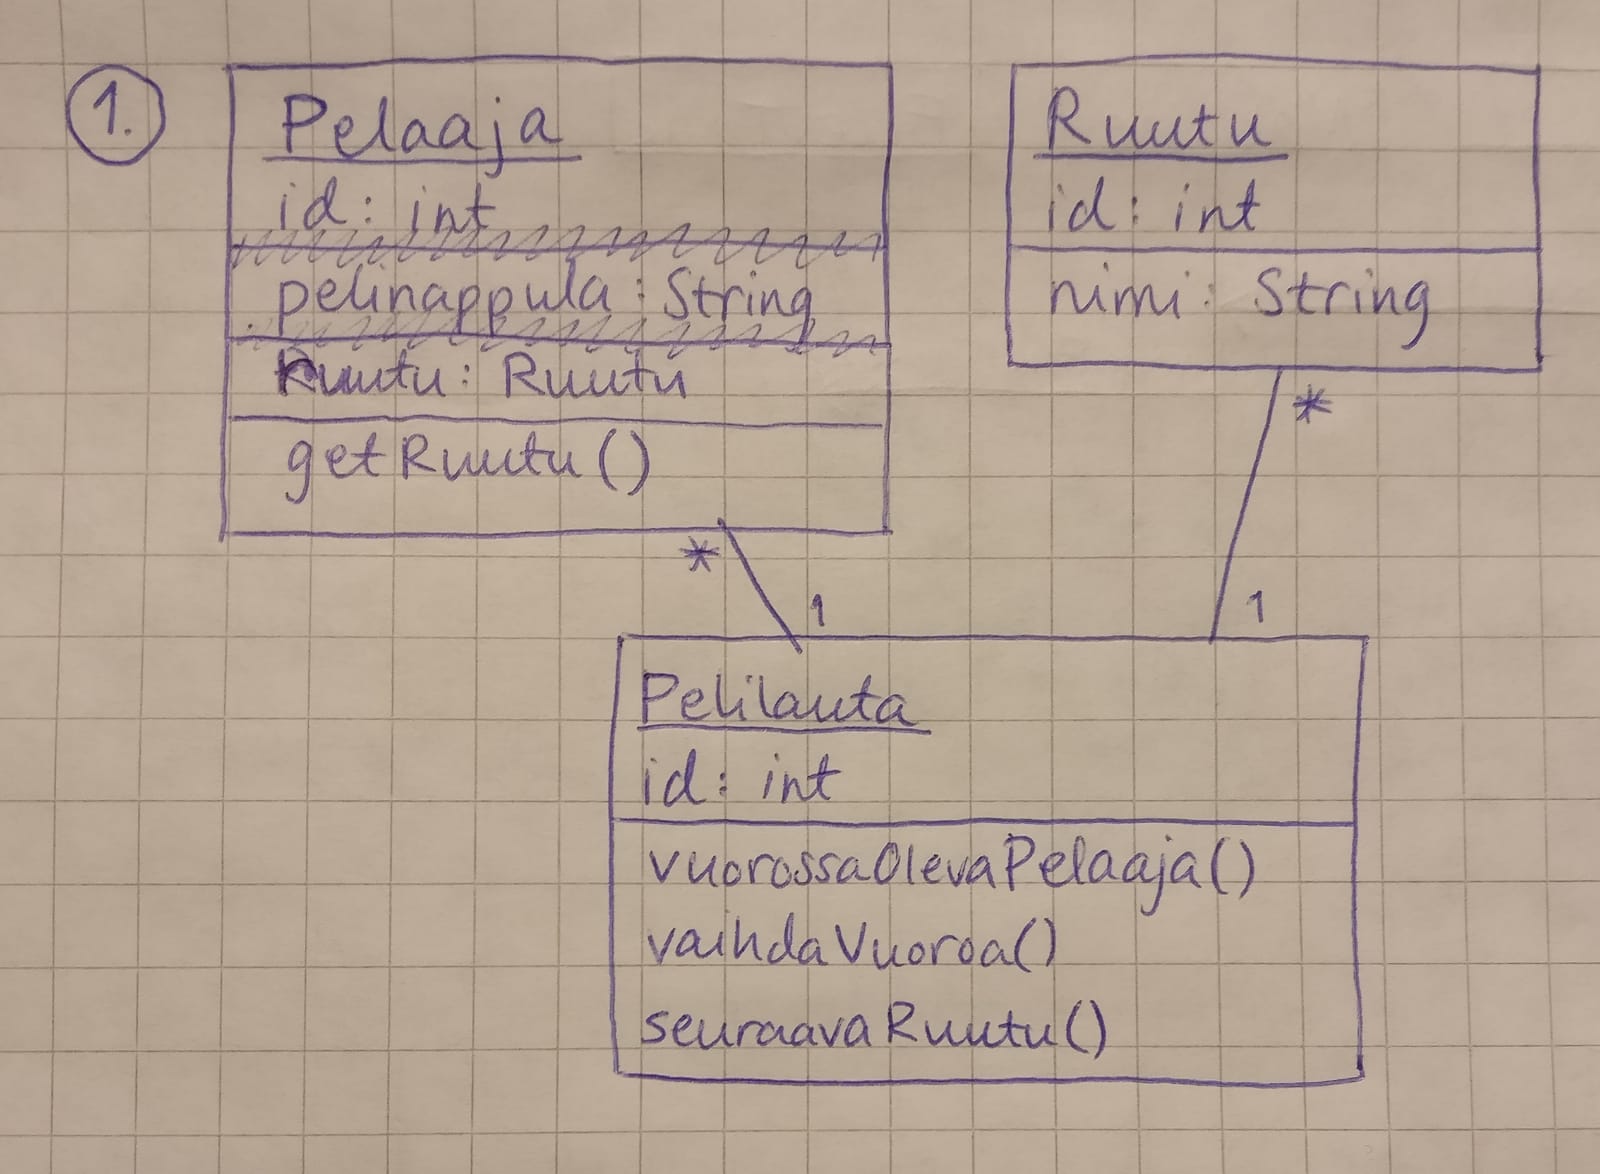 1.
Pelaaja
id: int
pelinappula: String
ruutu: Ruutu
getRuutu()
*
1
Ruutu
id: int
nimi: String
*
1
Pelilauta
id: int
vuorossaOlevaPelaaja()
vaihdaVuoroa()
seuraavaRuutu()